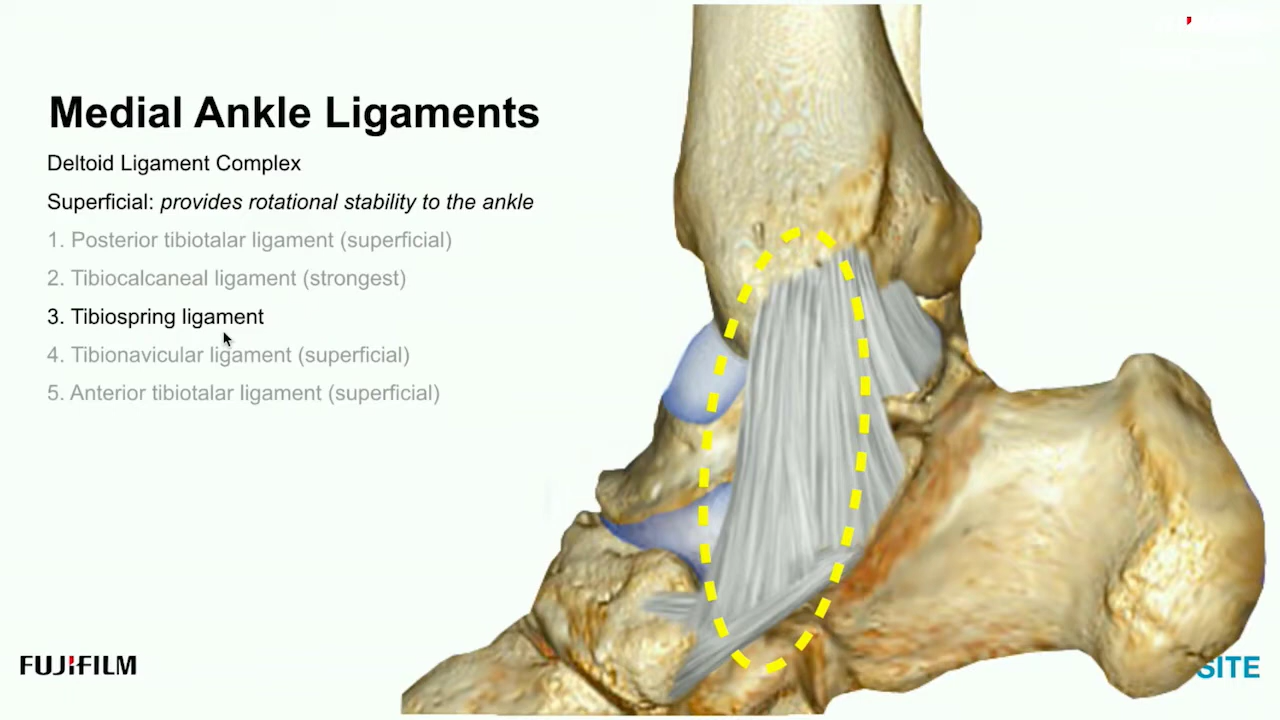 Medial Ankle Ligaments
Deltoid Ligament Complex
Superficial: provides rotational stability to the ankle
1. Posterior tibiotalar ligament (superficial)
2. Tibiocalcaneal ligament (strongest)
3. Tibiospring ligament
4. Tibionavicular ligament (superficial)
5. Anterior tibiotalar ligament (superficial)
FUJIFILM
SITE